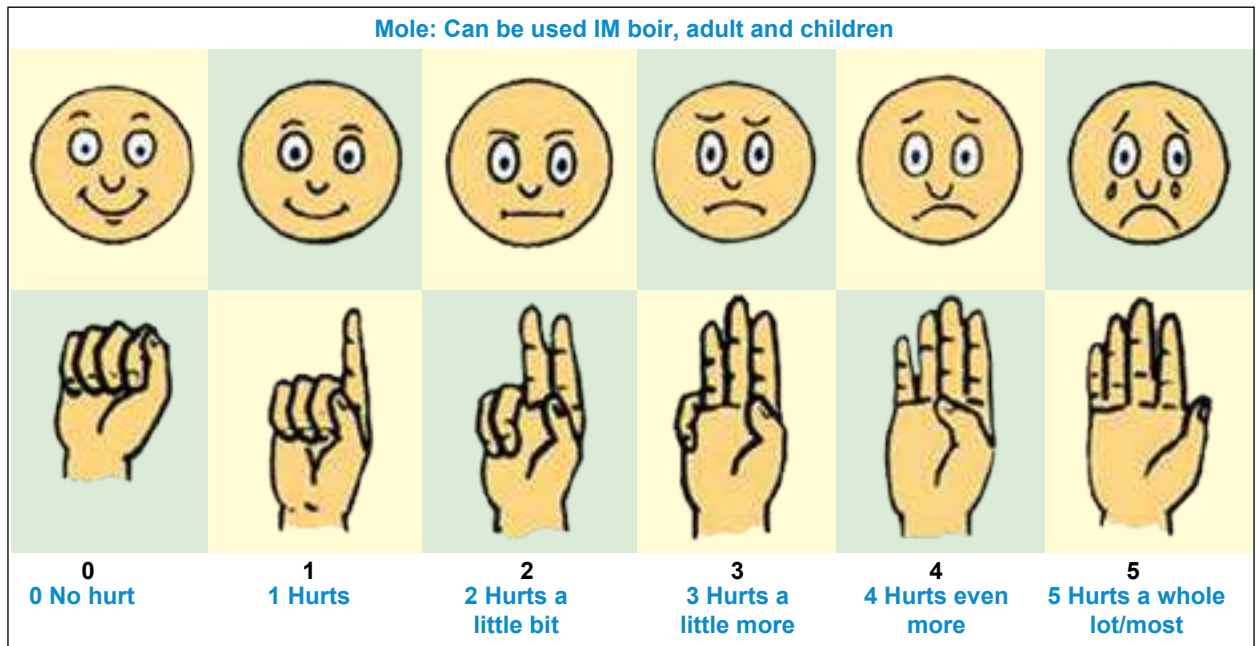 Mole: Can be used IM boir, adult and children
0 1 2 3 4 5
0 No hurt 1 Hurts 2 Hurts a 3 Hurts a 4 Hurts even 5 Hurts a whole
little bit little more more lot/most